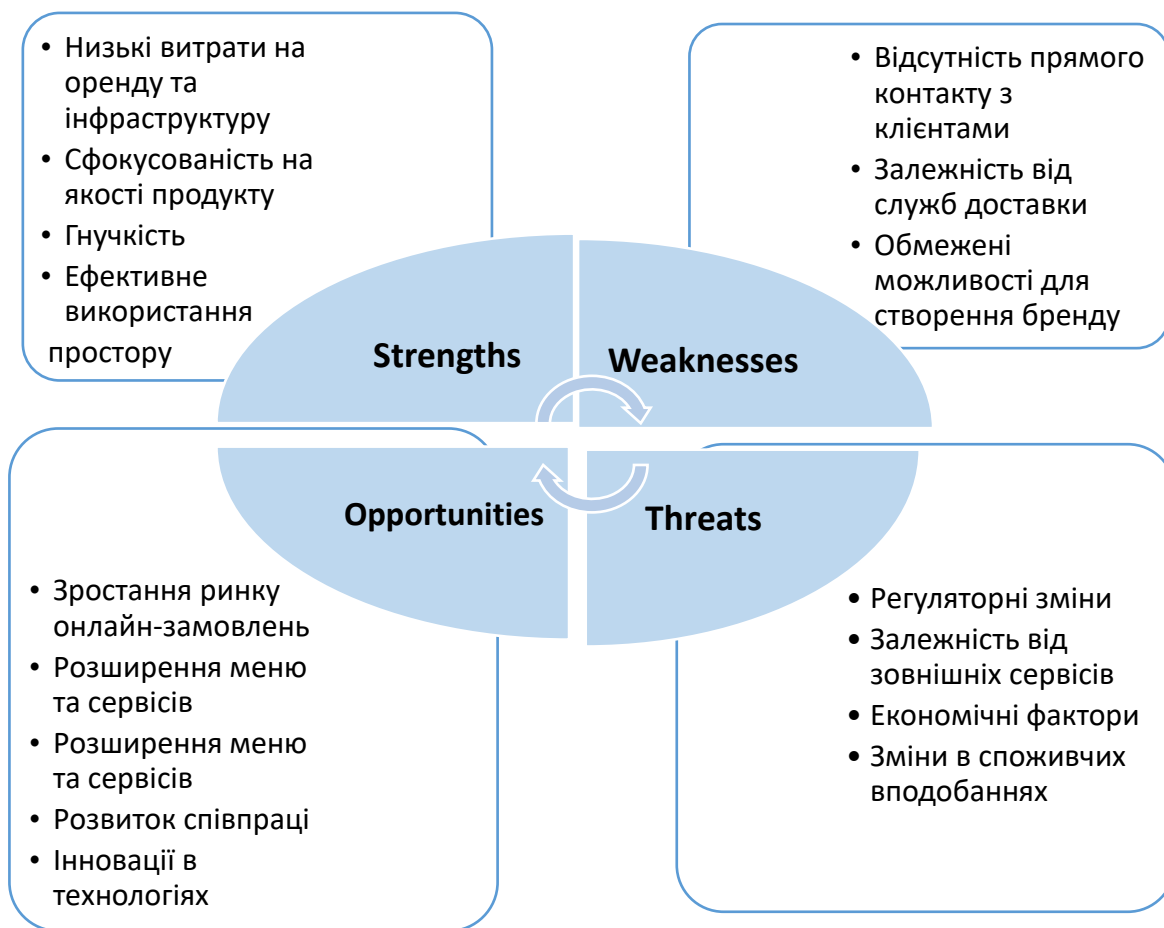 • Низькі витрати на
оренду та
інфраструктуру
• Сфокусованість на
якості продукту
• Гнучкість
• Ефективне
використання
простору
• Відсутність прямого
контакту з
клієнтами
• Залежність від
служб доставки
• Обмежені
можливості для
створення бренду
Strengths
Weaknesses
Opportunities
Threats
• Зростання ринку
онлайн-замовлень
• Розширення меню
та сервісів
• Розширення меню
та сервісів
• Розвиток співпраці
• Інновації в
технологіях
• Регуляторні зміни
• Залежність від
зовнішніх сервісів
• Економічні фактори
• Зміни в споживчих
вподобаннях